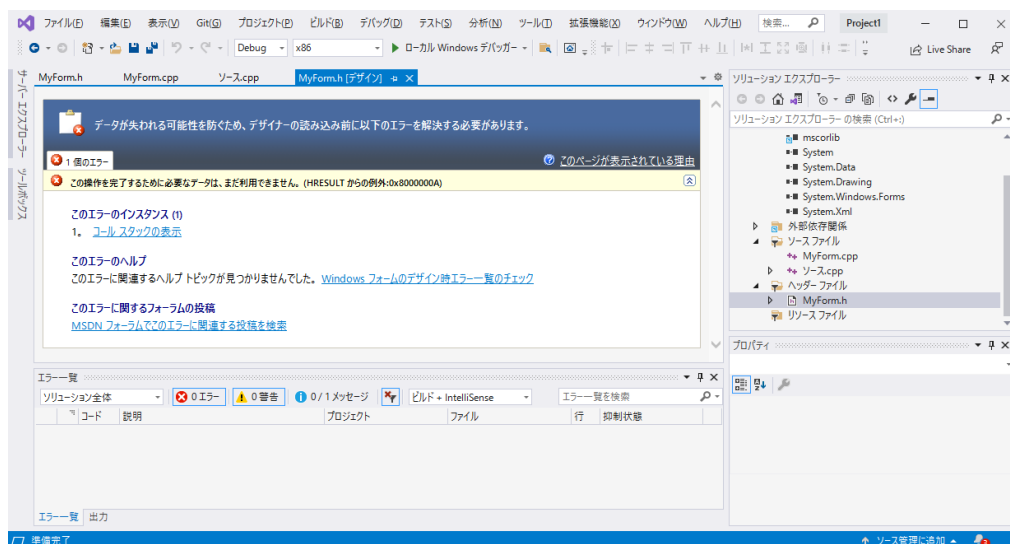 ファイル(F) 編集(E) 表示(V) Git(G) プロジェクト(P) ビルド(B) デバッグ(D) テスト(S) 分析(N) ツール(T) 拡張機能(X) ウィンドウ(W) ヘルプ(H) 検索... Project1
Debug x86 ローカル Windows デバッガー Live Share
サーバー エクスプローラー
ツールボックス
MyForm.h MyForm.cpp ソース.cpp MyForm.h [デザイン]
データが失われる可能性を防ぐため、デザイナーの読み込み前に以下のエラーを解決する必要があります。
1 個のエラー このページが表示されている理由
この操作を完了するために必要なデータは、まだ利用できません。 (HRESULT からの例外:0x8000000A)
このエラーのインスタンス (1)
1。 コール スタックの表示
このエラーのヘルプ
このエラーに関連するヘルプ トピックが見つかりませんでした。 Windows フォームのデザイン時エラー一覧のチェック
このエラーに関するフォーラムの投稿
MSDN フォーラムでこのエラーに関連する投稿を検索
エラー一覧
ソリューション全体 0 エラー 0 警告 0 / 1 メッセージ ビルド + IntelliSense エラー一覧を検索
コード 説明 プロジェクト ファイル 行 抑制状態
エラー一覧 出力
ソリューション エクスプローラー
ソリューション エクスプローラー の検索 (Ctrl+:)
mscorlib
System
System.Data
System.Drawing
System.Windows.Forms
System.Xml
外部依存関係
ソース ファイル
MyForm.cpp
ソース.cpp
ヘッダー ファイル
MyForm.h
リソース ファイル
プロパティ
準備完了 ソース管理に追加